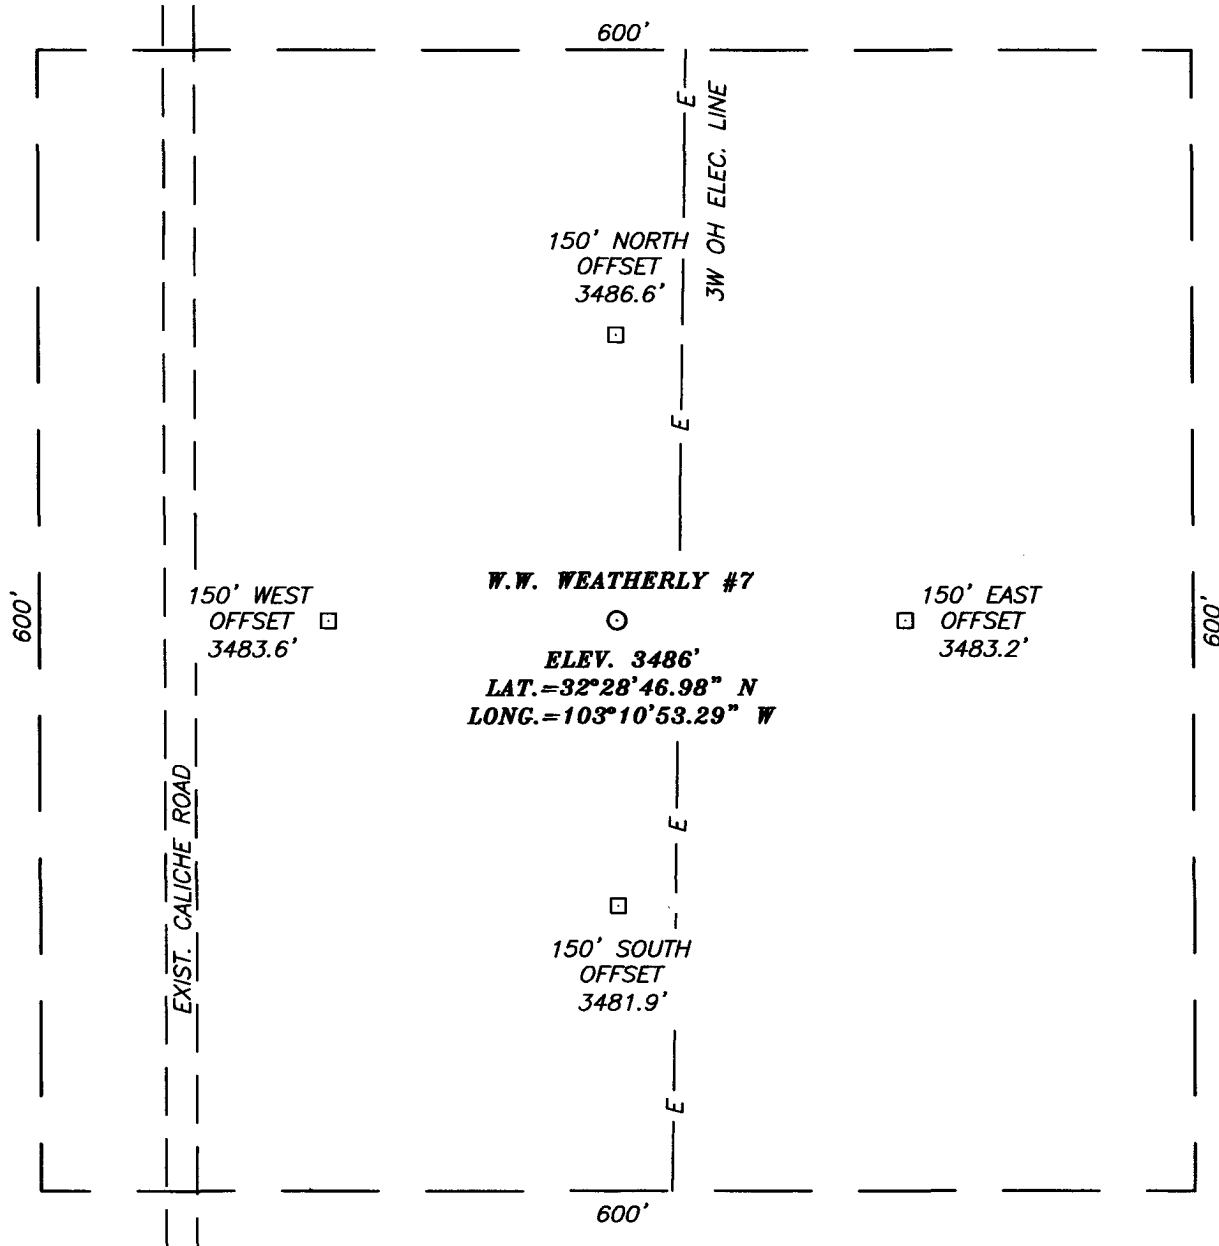 600'
E
3W OH ELEC. LINE
150' NORTH
OFFSET
3486.6'
E
W.W. WEATHERLY #7
600'
150' WEST
OFFSET
3483.6'
150' EAST
OFFSET
3483.2'
600'
ELEV. 3486'
LAT.=32°28'46.98" N
LONG.=103°10'53.29" W
EXIST. CALICHE ROAD
E
150' SOUTH
OFFSET
3481.9'
E
600'